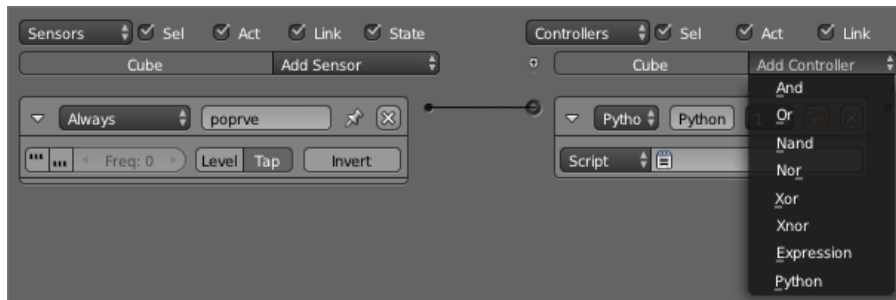 Sensors Sel Act Link State Controllers Sel Act Link
Cube Add Sensor Cube Add Controller
Always poprve Pytho Python 1
Freq: 0 Level Tap Invert Script
And
Or
Nand
Nor
Xor
Xnor
Expression
Python